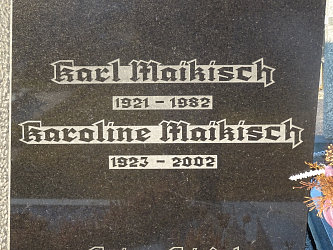 Karl Maikisch
1921 - 1982
Karoline Maikisch
1923 - 2002